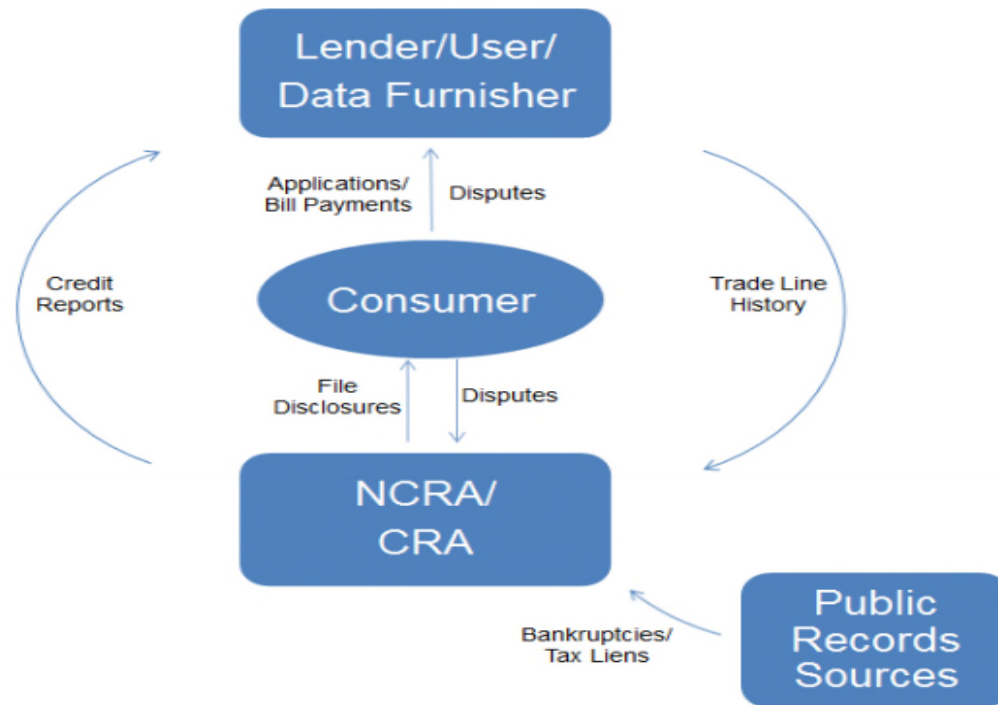 Lender/User/
Data Furnisher
Applications/
Bill Payments
Disputes
Credit
Reports
Consumer
Trade Line
History
File
Disclosures
Disputes
NCRA/
CRA
Bankruptcies/
Tax Liens
Public
Records
Sources